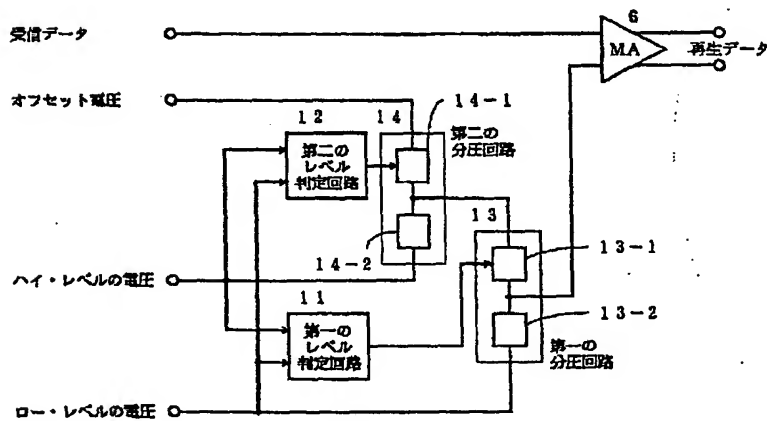 6
受信データ
MA
再生データ
オフセット電圧
12
14
14-1
第二の
分圧回路
第二の
レベル
判定回路
13
13-1
14-2
ハイ・レベルの電圧
11
13-2
第一の
レベル
判定回路
第一の
分圧回路
ロー・レベルの電圧